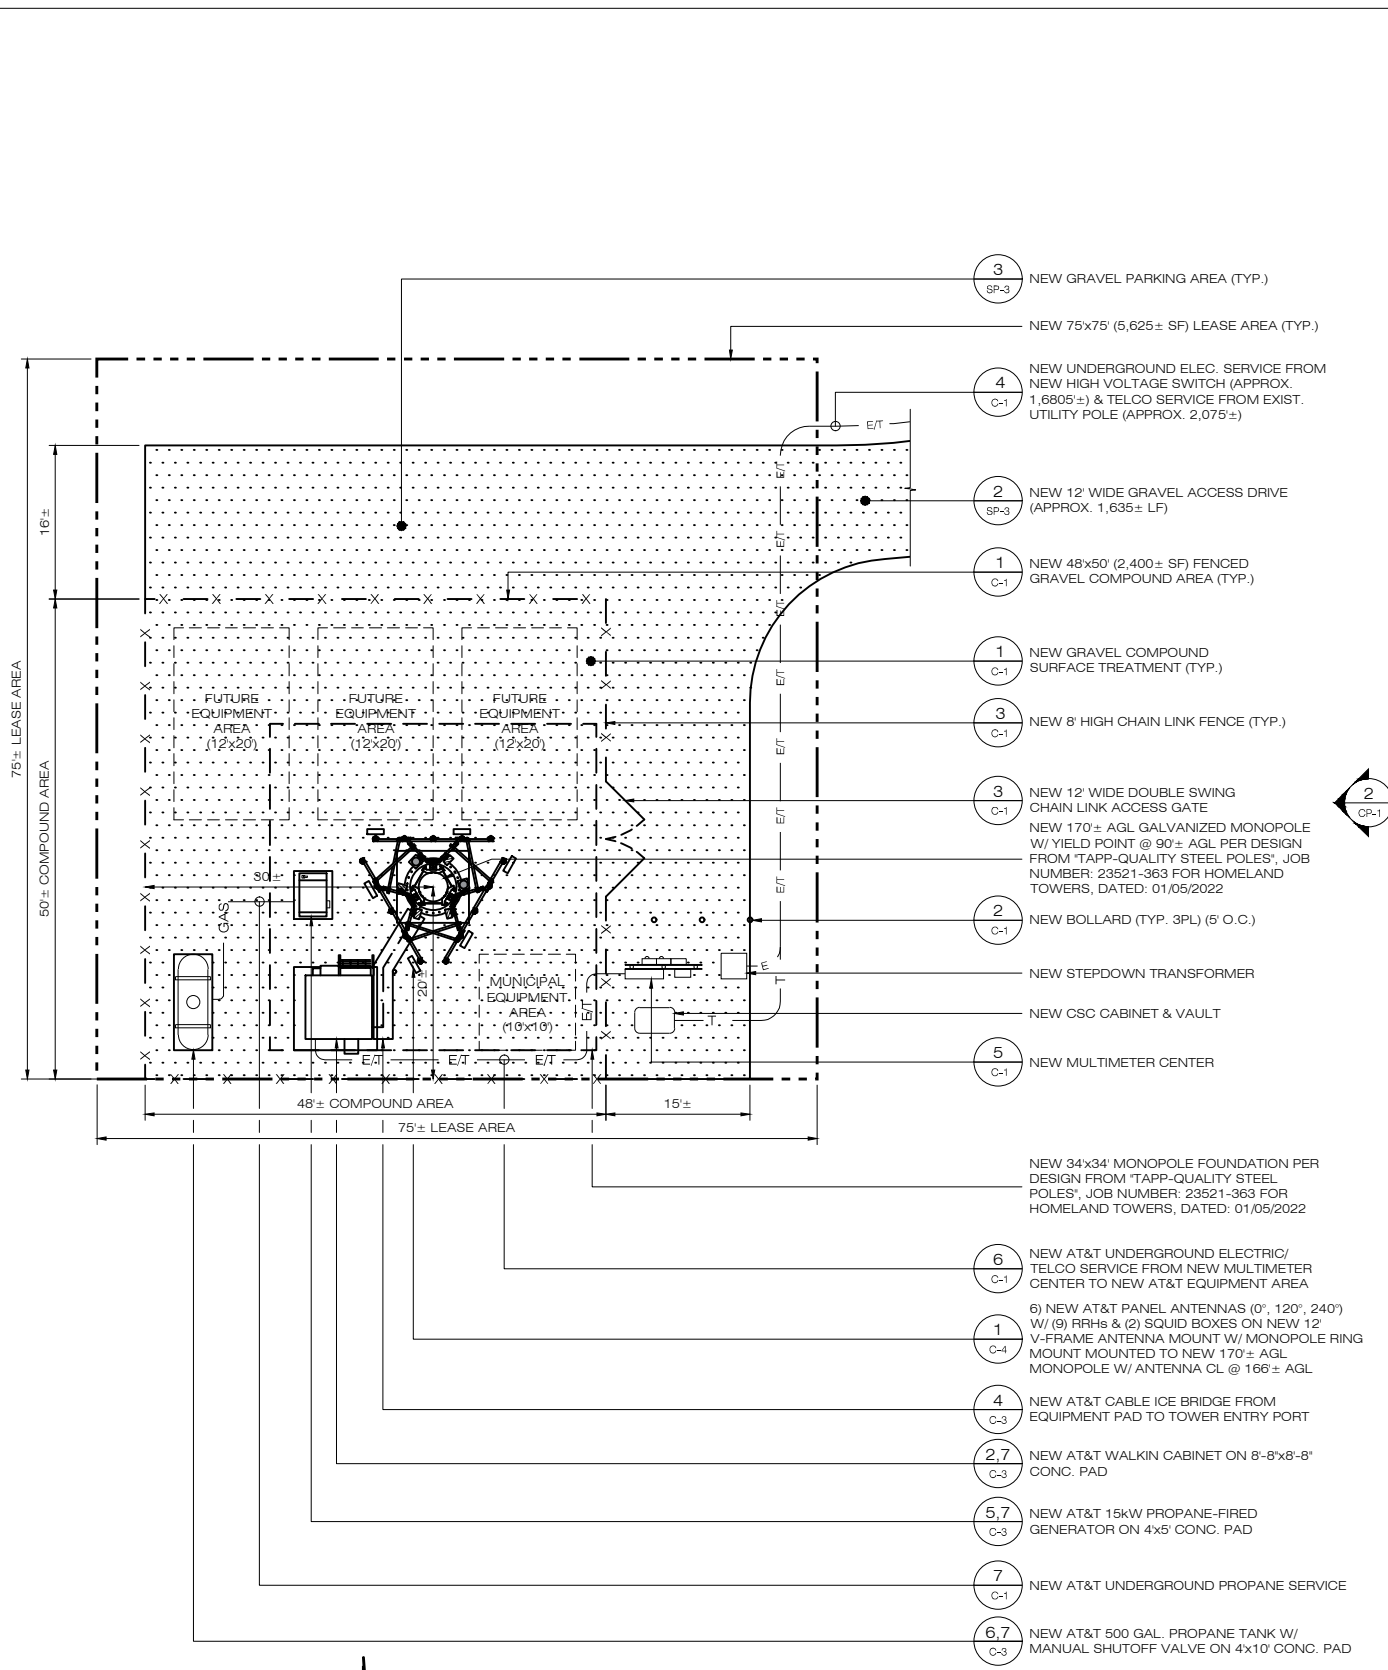 3
SP-3
NEW GRAVEL PARKING AREA (TYP.)
NEW 75'x75' (5,625± SF) LEASE AREA (TYP.)
4
C-1
NEW UNDERGROUND ELEC. SERVICE FROM
NEW HIGH VOLTAGE SWITCH (APPROX.
1,6805'±) & TELCO SERVICE FROM EXIST.
UTILITY POLE (APPROX. 2,075'±)
E/T
E/T
E/T
E/T
E/T
E/T
E/T
E/T
2
SP-3
NEW 12' WIDE GRAVEL ACCESS DRIVE
(APPROX. 1,635± LF)
16'±
1
C-1
NEW 48'x50' (2,400± SF) FENCED
GRAVEL COMPOUND AREA (TYP.)
1
C-1
NEW GRAVEL COMPOUND
SURFACE TREATMENT (TYP.)
75'± LEASE AREA
50'± COMPOUND AREA
FUTURE
EQUIPMENT
AREA
(12'x20')
FUTURE
EQUIPMENT
AREA
(12'x20')
FUTURE
EQUIPMENT
AREA
(12'x20')
3
C-1
NEW 8' HIGH CHAIN LINK FENCE (TYP.)
3
C-1
NEW 12' WIDE DOUBLE SWING
CHAIN LINK ACCESS GATE
2
CP-1
NEW 170'± AGL GALVANIZED MONOPOLE
W/ YIELD POINT @ 90'± AGL PER DESIGN
FROM "TAPP-QUALITY STEEL POLES", JOB
NUMBER: 23521-363 FOR HOMELAND
TOWERS, DATED: 01/05/2022
30'±
GAS
20'±
2
C-1
NEW BOLLARD (TYP. 3PL) (5' O.C.)
E
T
NEW STEPDOWN TRANSFORMER
MUNICIPAL
EQUIPMENT
AREA
(10'x10')
E/T
T
NEW CSC CABINET & VAULT
E/T
E/T
E/T
5
C-1
NEW MULTIMETER CENTER
48'± COMPOUND AREA
15'±
75'± LEASE AREA
NEW 34'x34' MONOPOLE FOUNDATION PER
DESIGN FROM "TAPP-QUALITY STEEL
POLES", JOB NUMBER: 23521-363 FOR
HOMELAND TOWERS, DATED: 01/05/2022
6
C-1
NEW AT&T UNDERGROUND ELECTRIC/
TELCO SERVICE FROM NEW MULTIMETER
CENTER TO NEW AT&T EQUIPMENT AREA
1
C-4
6) NEW AT&T PANEL ANTENNAS (0°, 120°, 240°)
W/ (9) RRHs & (2) SQUID BOXES ON NEW 12'
V-FRAME ANTENNA MOUNT W/ MONOPOLE RING
MOUNT MOUNTED TO NEW 170'± AGL
MONOPOLE W/ ANTENNA CL @ 166'± AGL
4
C-3
NEW AT&T CABLE ICE BRIDGE FROM
EQUIPMENT PAD TO TOWER ENTRY PORT
2,7
C-3
NEW AT&T WALKIN CABINET ON 8'-8"x8'-8"
CONC. PAD
5,7
C-3
NEW AT&T 15kW PROPANE-FIRED
GENERATOR ON 4'x5' CONC. PAD
7
C-1
NEW AT&T UNDERGROUND PROPANE SERVICE
6,7
C-3
NEW AT&T 500 GAL. PROPANE TANK W/
MANUAL SHUTOFF VALVE ON 4'x10' CONC. PAD